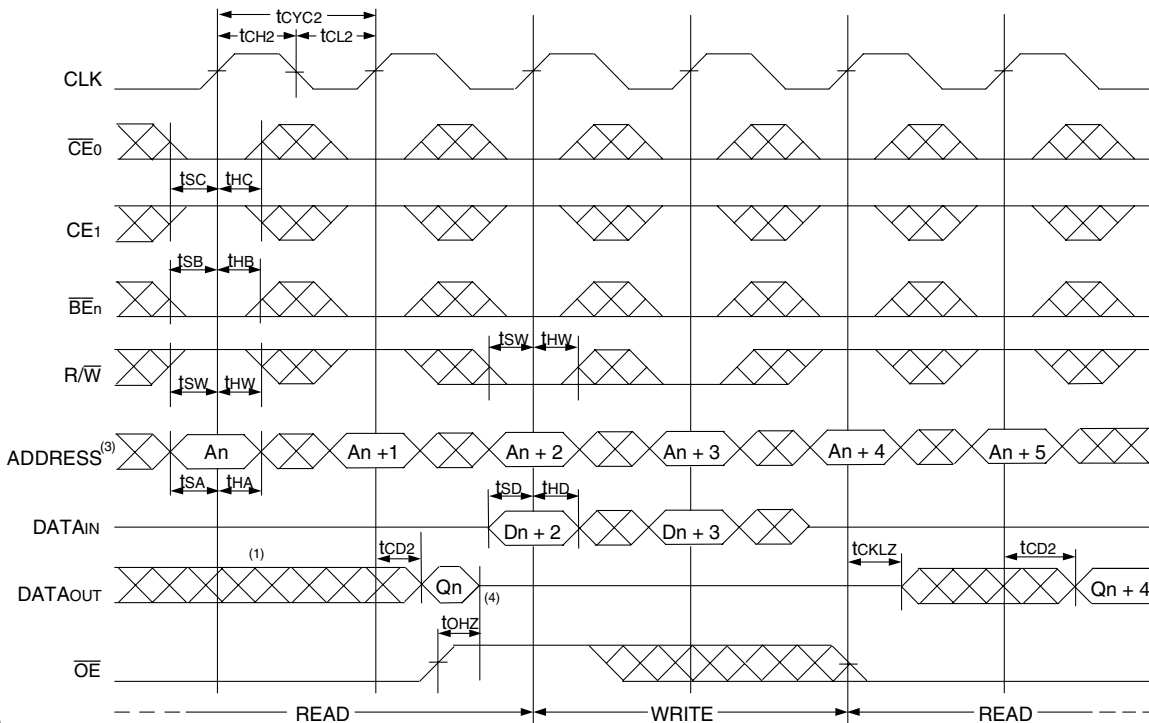 tCYC2
tCH2 tCL2
CLK
CE0
tSC tHC
CE1
tSB tHB
BEn
tSW tHW
R/W
tSW tHW
ADDRESS(3) An An +1 An + 2 An + 3 An + 4 An + 5
tSA tHA tSD tHD
DATAIN Dn + 2 Dn + 3
(1) tCD2 tCKLZ tCD2
DATAOUT Qn (4) Qn + 4
tOHZ
OE
READ WRITE READ